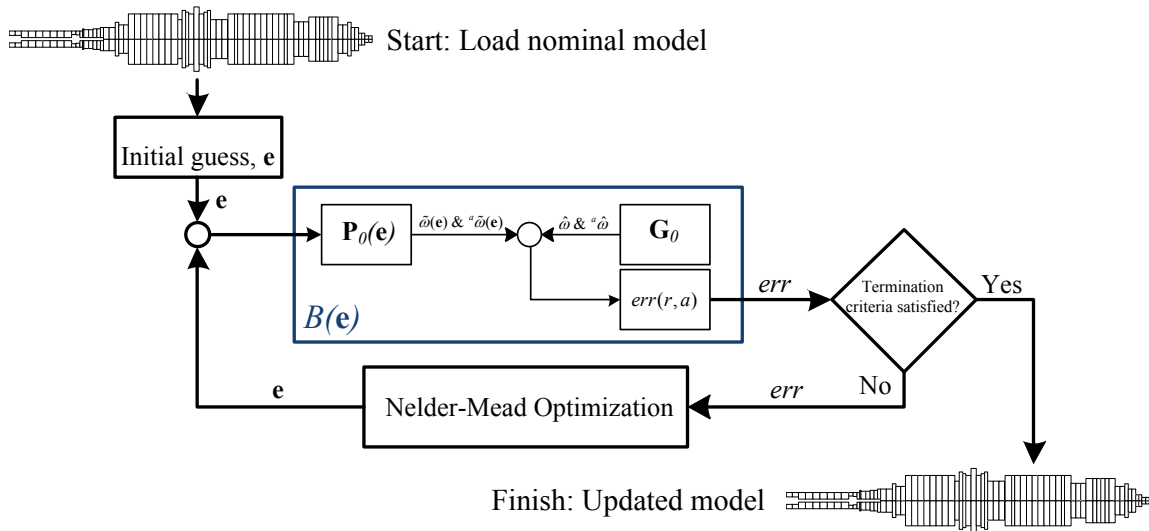 Start: Load nominal model
Initial guess, e
e
P₀(e)
ω̃(e) & ᵃω̃(e)
ω̂ & ᵃω̂
G₀
err(r, a)
B(e)
err
Termination
criteria satisfied?
Yes
No
err
Nelder-Mead Optimization
e
Finish: Updated model